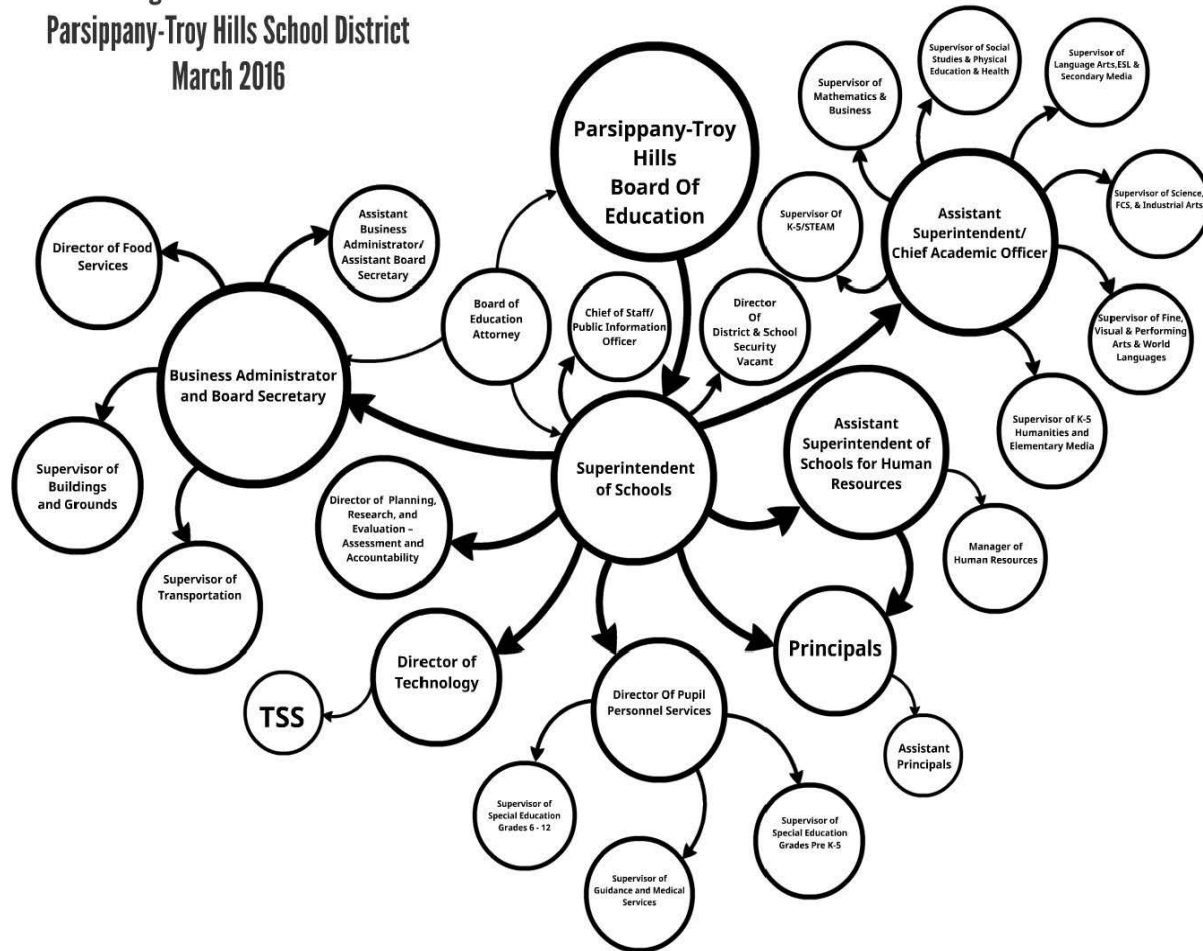 Parsippany-Troy Hills School District
March 2016
Parsippany-Troy
Hills
Board Of
Education
Supervisor of Social
Studies & Physical
Education & Health
Supervisor of
Language Arts,ESL &
Secondary Media
Supervisor of
Mathematics &
Business
Supervisor of Science,
FCS, & Industrial Arts
Supervisor Of
K-5/STEAM
Assistant
Superintendent/
Chief Academic Officer
Supervisor of Fine,
Visual & Performing
Arts & World
Languages
Supervisor of K-5
Humanities and
Elementary Media
Director of Food
Services
Assistant
Business
Administrator/
Assistant Board
Secretary
Board of
Education
Attorney
Chief of Staff/
Public Information
Officer
Director
Of
District & School
Security
Vacant
Business Administrator
and Board Secretary
Supervisor of
Buildings
and Grounds
Supervisor of
Transportation
Superintendent
of Schools
Assistant
Superintendent of
Schools for Human
Resources
Manager of
Human Resources
Director of Planning,
Research, and
Evaluation –
Assessment and
Accountability
Director of
Technology
TSS
Director Of Pupil
Personnel Services
Principals
Assistant
Principals
Supervisor of
Special Education
Grades 6 - 12
Supervisor of
Guidance and Medical
Services
Supervisor of
Special Education
Grades Pre K-5